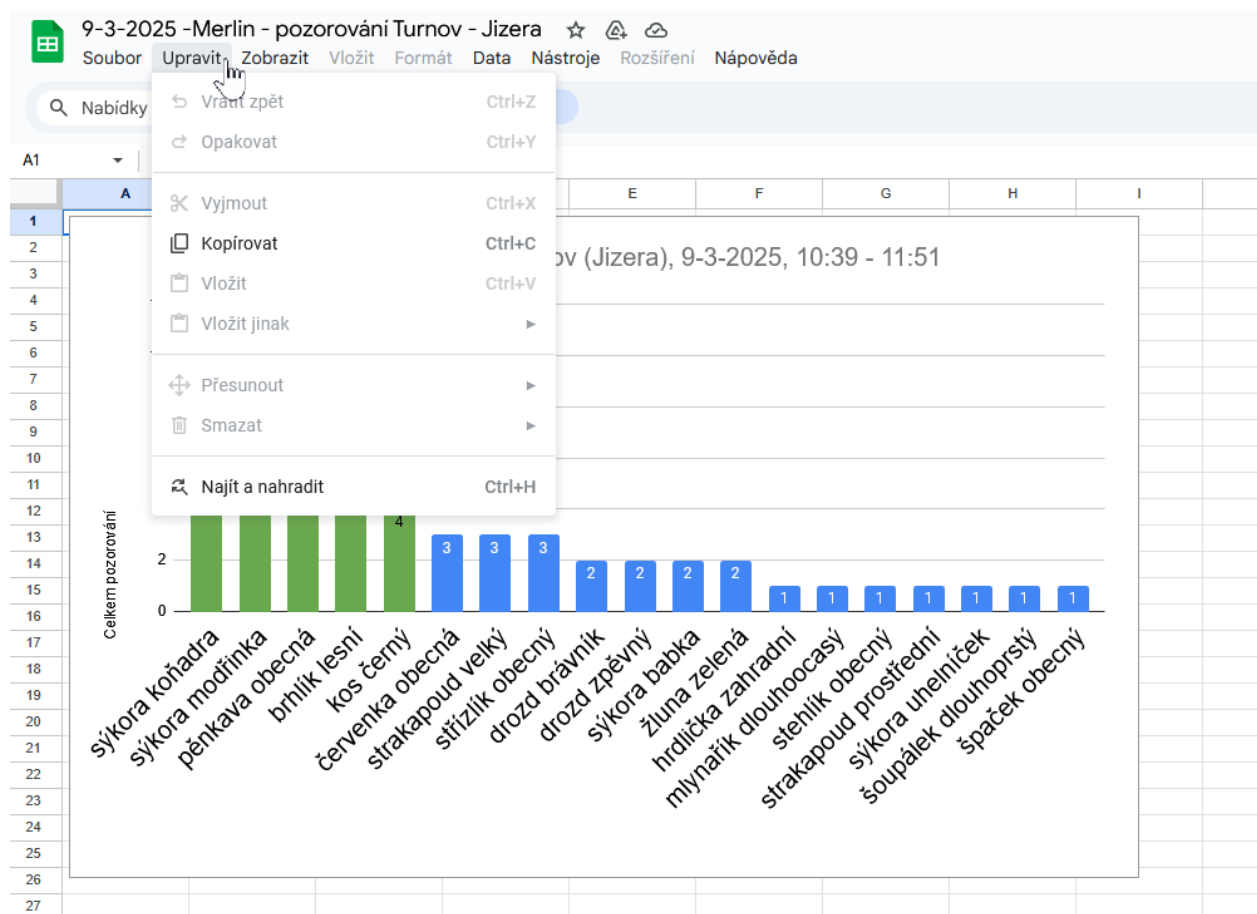 9-3-2025 -Merlin - pozorování Turnov - Jizera
Soubor Upravit Zobrazit Vložit Formát Data Nástroje Rozšíření Nápověda
Nabídky
Vrátit zpět Ctrl+Z
Opakovat Ctrl+Y
Vyjmout Ctrl+X
Kopírovat Ctrl+C
Vložit Ctrl+V
Vložit jinak
Přesunout
Smazat
Najít a nahradit Ctrl+H
A1
A E F G H I
1
2
3
4
5
6
7
8
9
10
11
12
13
14
15
16
17
18
19
20
21
22
23
24
25
26
27
(Jizera), 9-3-2025, 10:39 - 11:51
Celkem pozorování
2
0
4 3 3 3 2 2 2 2 1 1 1 1 1 1 1
sýkora koňadra
sýkora modřinka
pěnkava obecná
brhlík lesní
kos černý
červenka obecná
strakapoud velký
střízlík obecný
drozd brávník
drozd zpěvný
sýkora babka
žluna zelená
hrdlička zahradní
mlynařík dlouhoocasý
stehlík obecný
strakapoud prostřední
sýkora uhelníček
šoupálek dlouhoprstý
špaček obecný